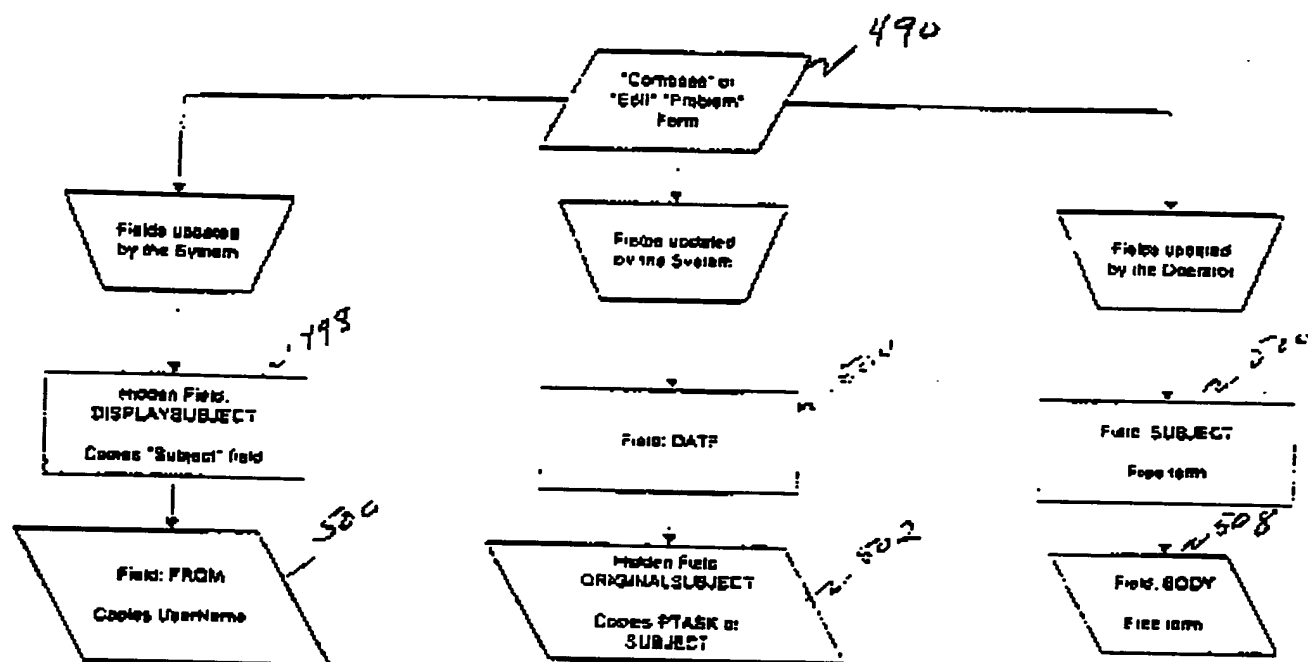 490
"Compose" or
"Edit" "Problem"
Form
Fields updated
by the System
Fields updated
by the System
Fields updated
by the Operator
498
Hidden Field.
DISPLAYSUBJECT
Copies "Subject" field
Field: DATE
Field: SUBJECT
Free form
500
Field: FROM
Copies UserName
502
Hidden Field
ORIGINALSUBJECT
Copies PTASK or
SUBJECT
508
Field. BODY
Free form